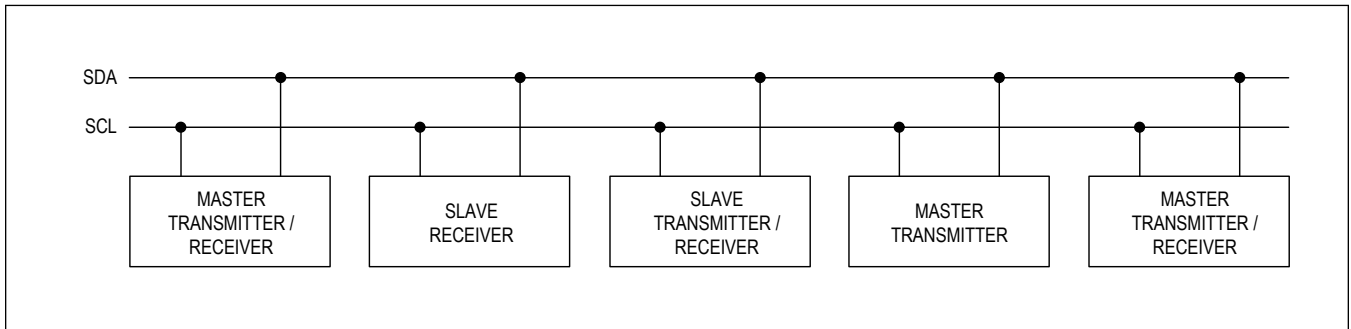 SDA
SCL
MASTER
TRANSMITTER /
RECEIVER
SLAVE
RECEIVER
SLAVE
TRANSMITTER /
RECEIVER
MASTER
TRANSMITTER
MASTER
TRANSMITTER /
RECEIVER